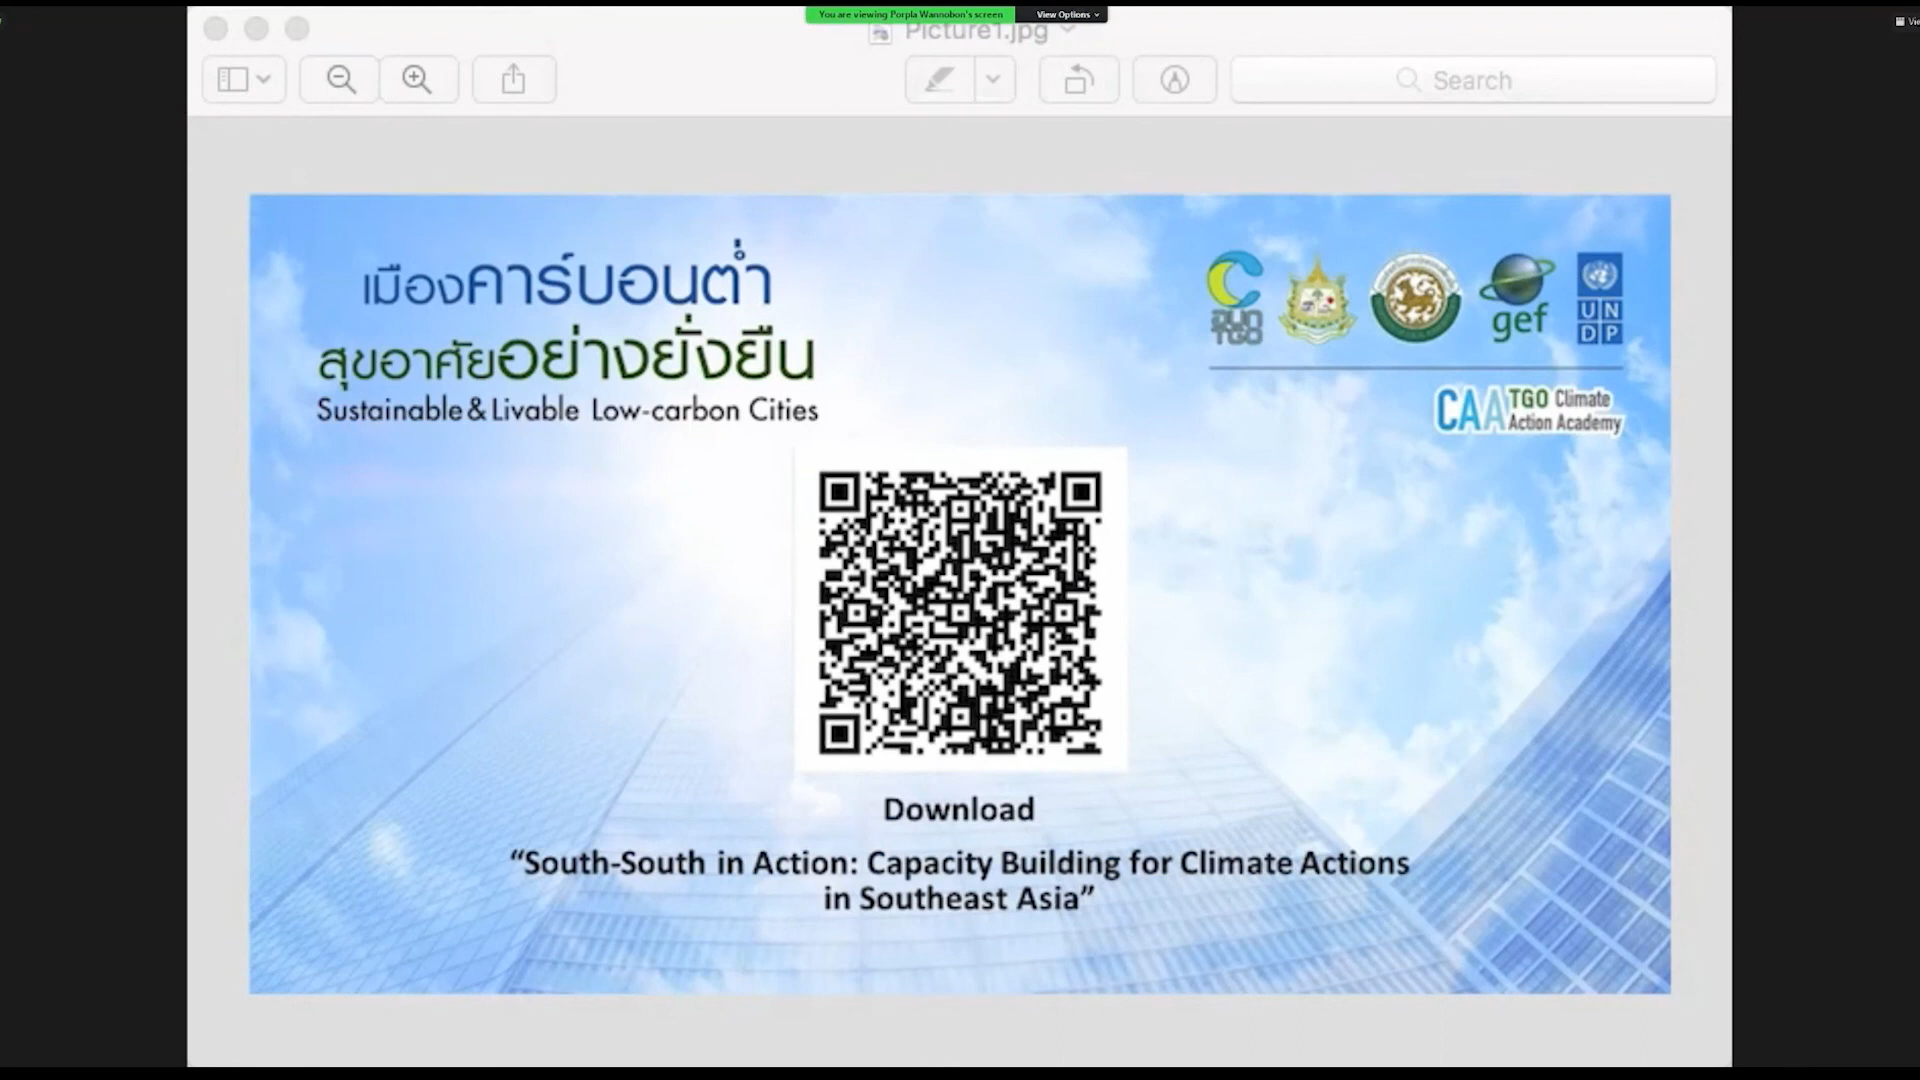 You are viewing Porpla Wannobon's screen
View Options
Picture1.jpg
Search
เมืองคาร์บอนต่ำ
สุขอาศัยอย่างยั่งยืน
Sustainable & Livable Low-carbon Cities
TGO
gef
UN
DP
CAA TGO Climate
Action Academy
Download
“South-South in Action: Capacity Building for Climate Actions
in Southeast Asia”